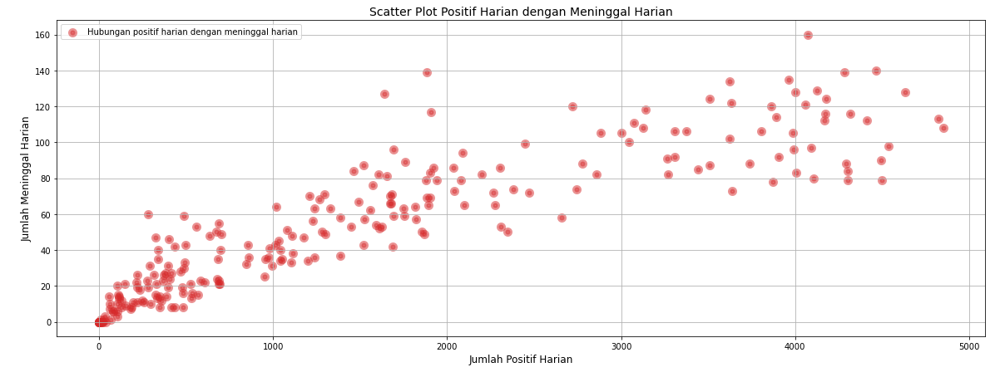 Scatter Plot Positif Harian dengan Meninggal Harian
Hubungan positif harian dengan meninggal harian
Jumlah Meninggal Harian
160
140
120
100
80
60
40
20
0
0 1000 2000 3000 4000 5000
Jumlah Positif Harian